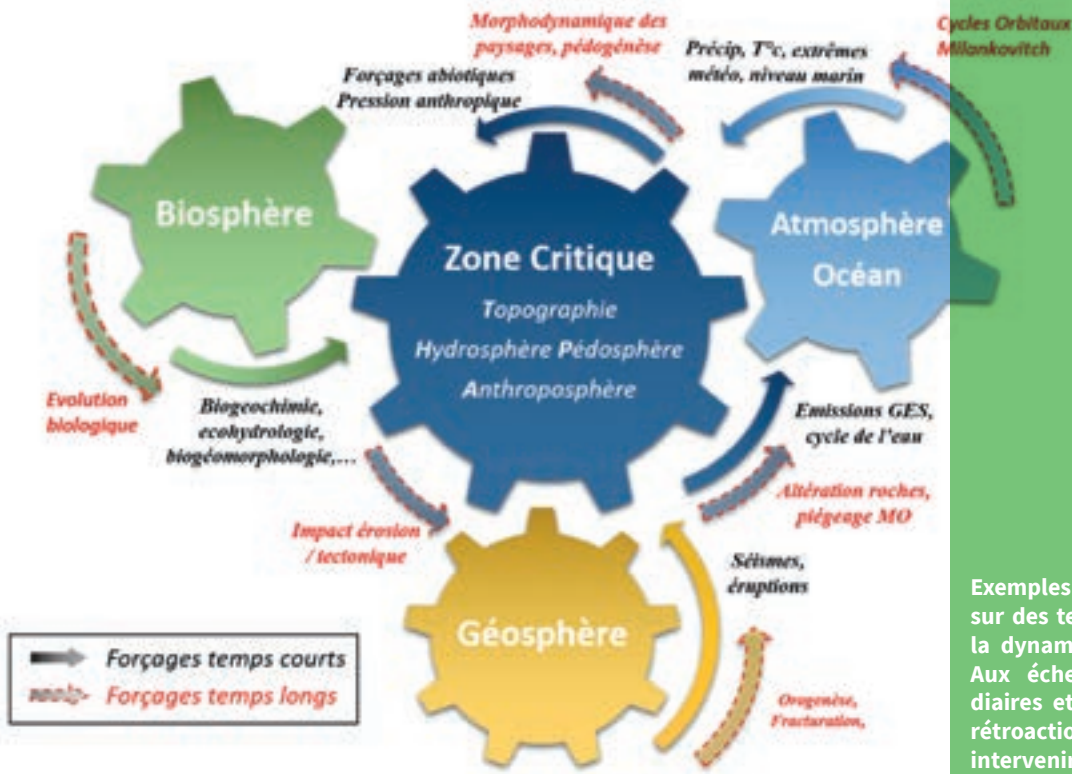 Morphodynamique des
paysages, pédogénèse
Cycles Orbitaux
Milankovitch
Précip, T°c, extrêmes
météo, niveau marin
Forçages abiotiques
Pression anthropique
Biosphère
Zone Critique
Topographie
Hydrosphère Pédosphère
Anthroposphère
Atmosphère
Océan
Evolution
biologique
Biogeochimie,
ecohydrologie,
biogéomorphologie,...
Emissions GES,
cycle de l'eau
Altération roches,
piégeage MO
Impact érosion
/ tectonique
Séismes,
éruptions
Géosphère
Orogenèse,
Fracturation,
Forçages temps courts
Forçages temps longs
Exemples
sur des te
la dynam
Aux éche
diaires et
rétroaction
intervenir